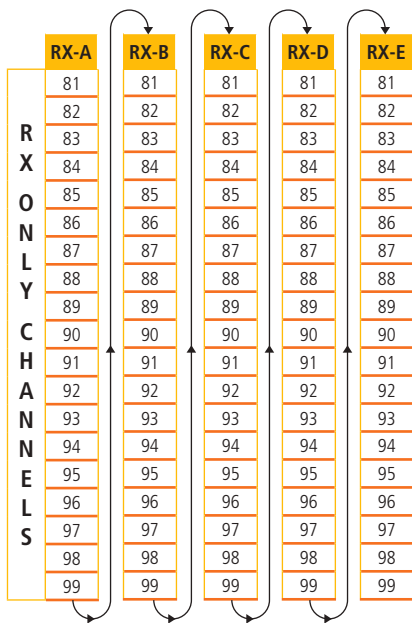 RX-A RX-B RX-C RX-D RX-E
RX ONLY CHANNELS
81 81 81 81 81
82 82 82 82 82
83 83 83 83 83
84 84 84 84 84
85 85 85 85 85
86 86 86 86 86
87 87 87 87 87
88 88 88 88 88
89 89 89 89 89
90 90 90 90 90
91 91 91 91 91
92 92 92 92 92
93 93 93 93 93
94 94 94 94 94
95 95 95 95 95
96 96 96 96 96
97 97 97 97 97
98 98 98 98 98
99 99 99 99 99